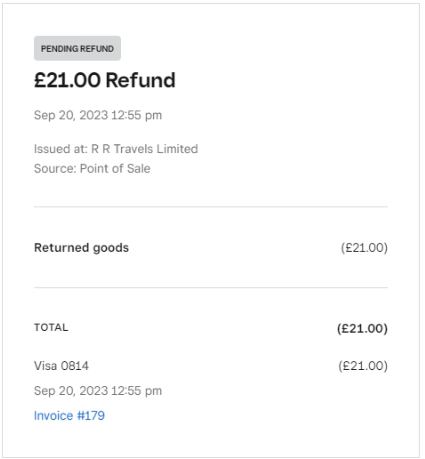 PENDING REFUND
£21.00 Refund
Sep 20, 2023 12:55 pm
Issued at: R R Travels Limited
Source: Point of Sale
Returned goods (£21.00)
TOTAL (£21.00)
Visa 0814 (£21.00)
Sep 20, 2023 12:55 pm
Invoice #179